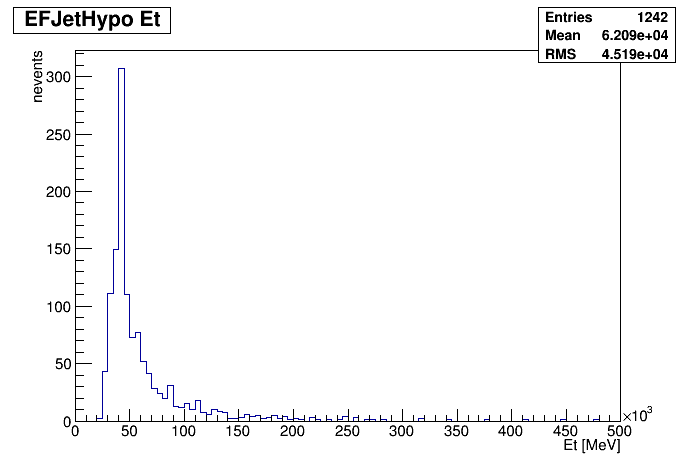 EFJetHypo Et
Entries 1242
Mean 6.209e+04
RMS 4.519e+04
nevents
300
250
200
150
100
50
0
0 50 100 150 200 250 300 350 400 450 500
×10³
Et [MeV]